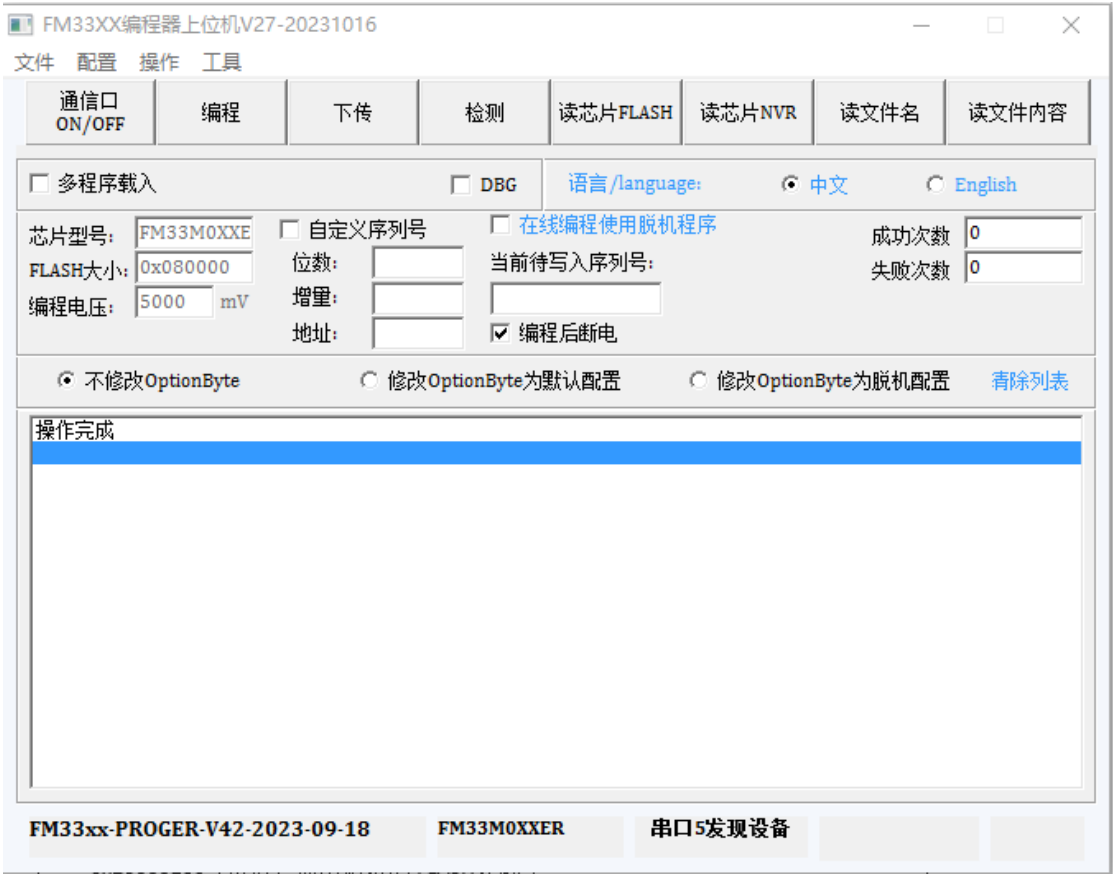 FM33XX编程器上位机V27-20231016
文件 配置 操作 工具
通信口
ON/OFF
编程
下传
检测
读芯片FLASH
读芯片NVR
读文件名
读文件内容
多程序载入
DBG
语言/language:
中文
English
芯片型号:
FM33M0XXE
FLASH大小:
0x080000
编程电压:
5000
mV
自定义序列号
位数:
增量:
地址:
在线编程使用脱机程序
当前待写入序列号:
编程后断电
成功次数
0
失败次数
0
不修改OptionByte
修改OptionByte为默认配置
修改OptionByte为脱机配置
清除列表
操作完成
FM33xx-PROGER-V42-2023-09-18
FM33M0XXER
串口5发现设备